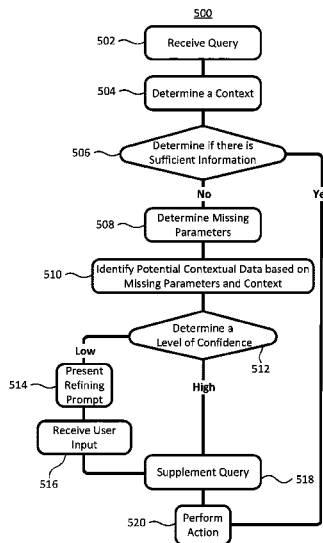 500
502
Receive Query
504
Determine a Context
506
Determine if there is
Sufficient Information
No
508
Determine Missing
Parameters
510
Identify Potential Contextual Data based on
Missing Parameters and Context
Determine a
Level of Confidence
512
Low
514
Present
Refining
Prompt
High
Receive User
Input
516
Supplement Query
518
520
Perform
Action